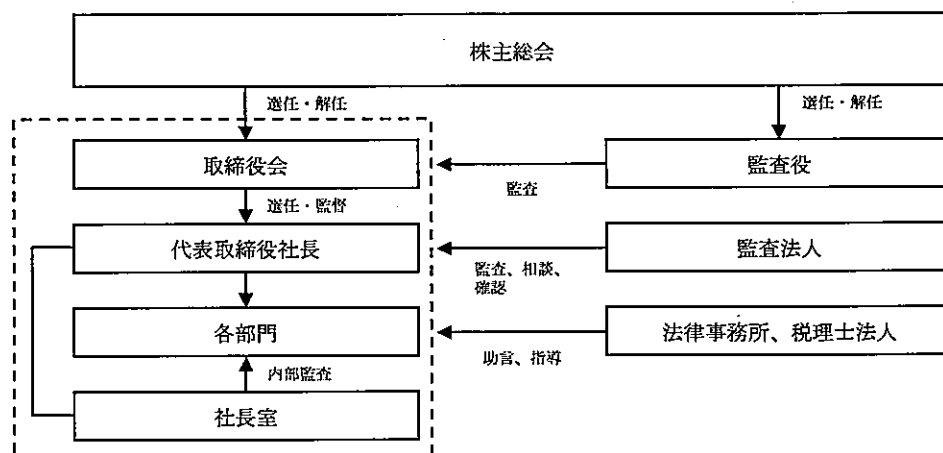 株主総会
選任・解任
選任・解任
取締役会
監査
監査役
選任・監督
代表取締役社長
監査、相談、
確認
監査法人
各部門
助言、指導
法律事務所、税理士法人
内部監査
社長室